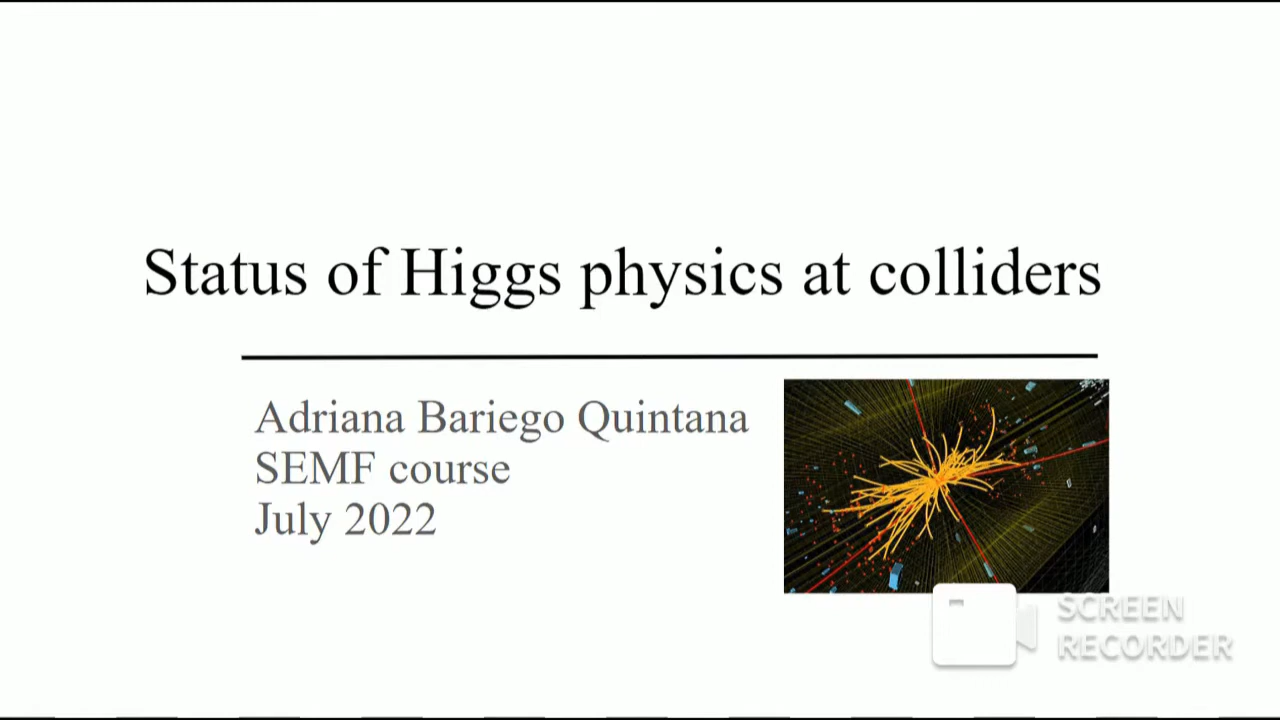 Status of Higgs physics at colliders
Adriana Bariego Quintana
SEMF course
July 2022
SCREEN
RECORDER